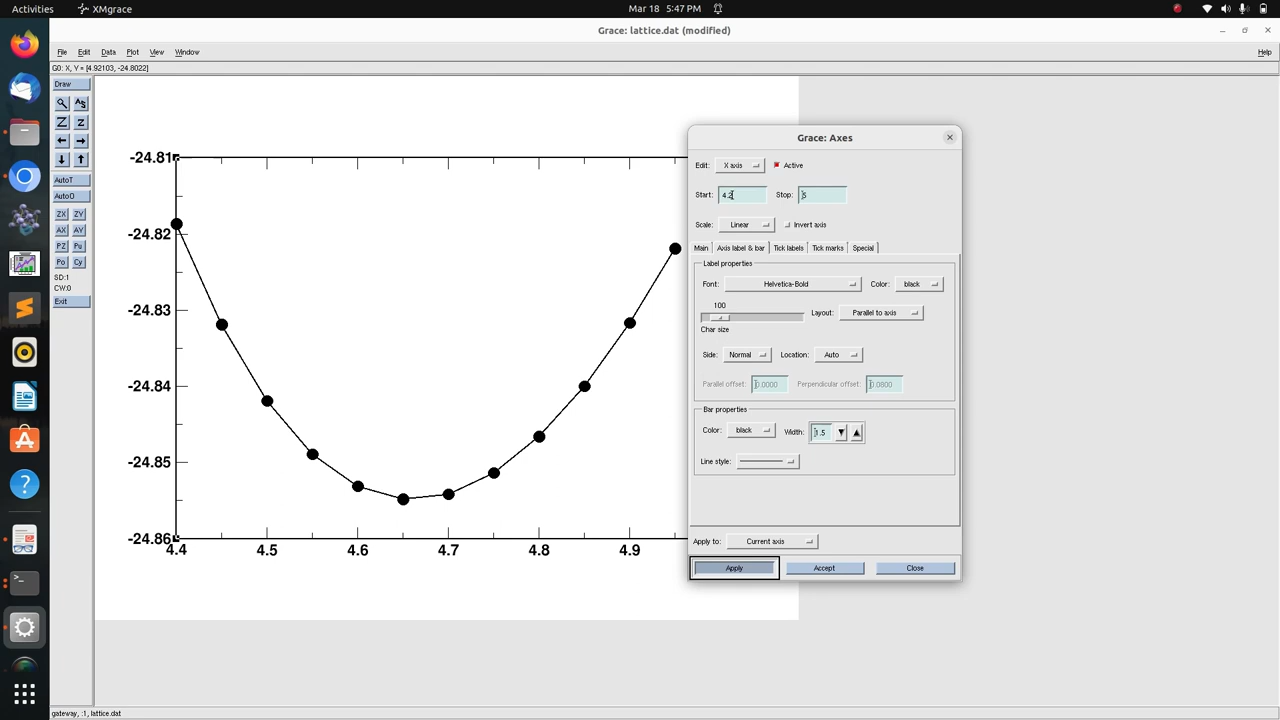 Activities XMgrace Mar 18 5:47 PM
Grace: lattice.dat (modified)
File Edit Data Plot View Window Help
G0: X, Y = [4.92103, -24.8022]
Draw
AS
Z z
AutoT
AutoO
ZX ZY
AX AY
PZ Pu
Po Cy
SD:1
CW:0
Exit
-24.81
-24.82
-24.83
-24.84
-24.85
-24.86
4.4 4.5 4.6 4.7 4.8 4.9
Grace: Axes
Edit: X axis Active
Start: 4.2 Stop: 5
Scale: Linear Invert axis
Main Axis label & bar Tick labels Tick marks Special
Label properties
Font: Helvetica-Bold Color: black
100
Layout: Parallel to axis
Char size
Side: Normal Location: Auto
Parallel offset: 0.0000 Perpendicular offset: 0.0800
Bar properties
Color: black Width: 1.5
Line style:
Apply to: Current axis
Apply Accept Close
gateway, :1, lattice.dat